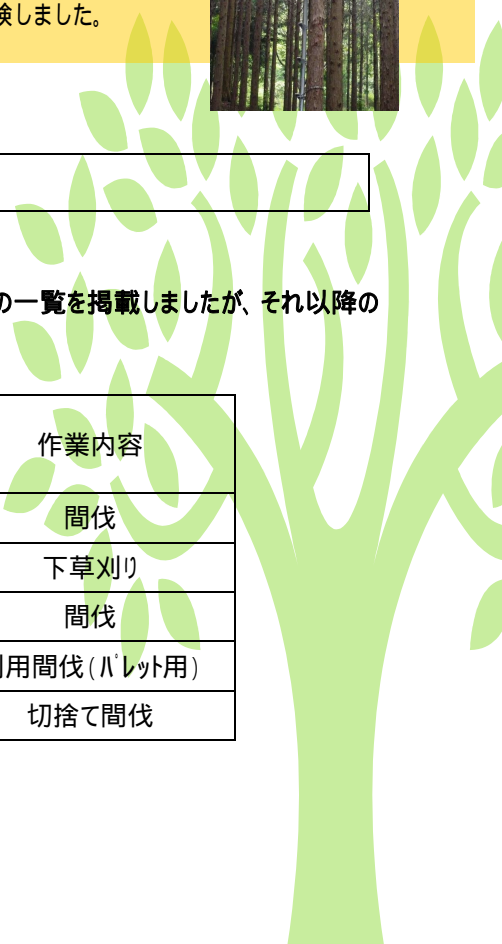 験しました。
の一覧を掲載しましたが、それ以降の
作業内容
間伐
下草刈り
間伐
用間伐(ﾊﾟﾚｯﾄ用)
切捨て間伐